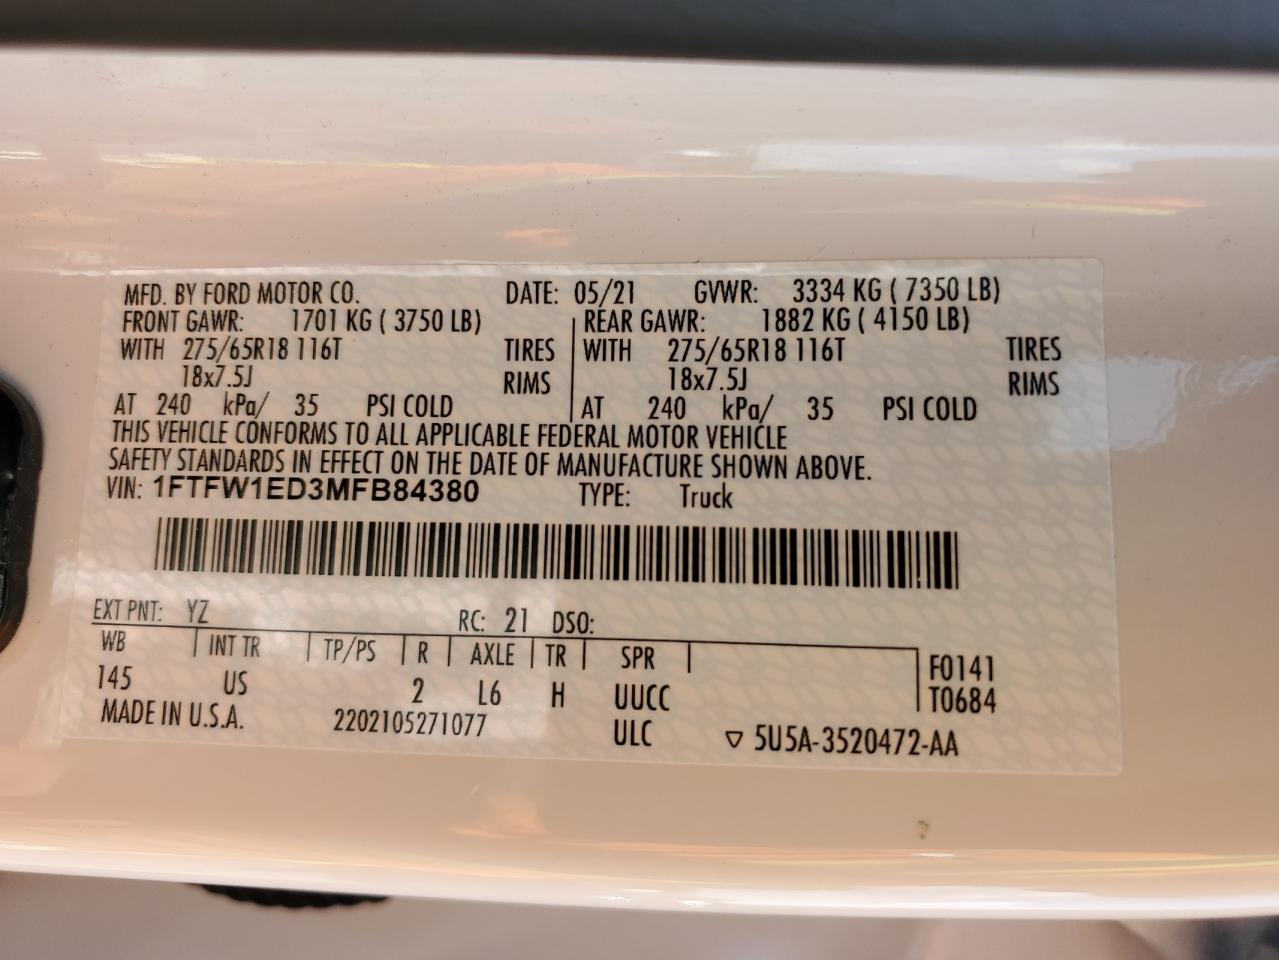 MFD. BY FORD MOTOR CO. DATE: 05/21 GVWR: 3334 KG ( 7350 LB)
FRONT GAWR: 1701 KG ( 3750 LB) REAR GAWR: 1882 KG ( 4150 LB)
WITH 275/65R18 116T TIRES WITH 275/65R18 116T TIRES
18x7.5J RIMS 18x7.5J RIMS
AT 240 kPa/ 35 PSI COLD AT 240 kPa/ 35 PSI COLD
THIS VEHICLE CONFORMS TO ALL APPLICABLE FEDERAL MOTOR VEHICLE
SAFETY STANDARDS IN EFFECT ON THE DATE OF MANUFACTURE SHOWN ABOVE.
VIN: 1FTFW1ED3MFB84380 TYPE: Truck
EXT PNT: YZ RC: 21 DSO:
WB INT TR TP/PS R AXLE TR SPR F0141
145 US 2 L6 H UUCC T0684
MADE IN U.S.A. 2202105271077 ULC ▽ 5U5A-3520472-AA